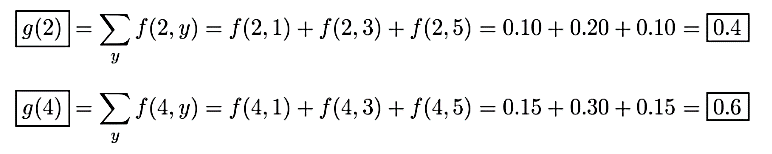 g(2) = ∑_y f(2, y) = f(2, 1) + f(2, 3) + f(2, 5) = 0.10 + 0.20 + 0.10 = 0.4
g(4) = ∑_y f(4, y) = f(4, 1) + f(4, 3) + f(4, 5) = 0.15 + 0.30 + 0.15 = 0.6